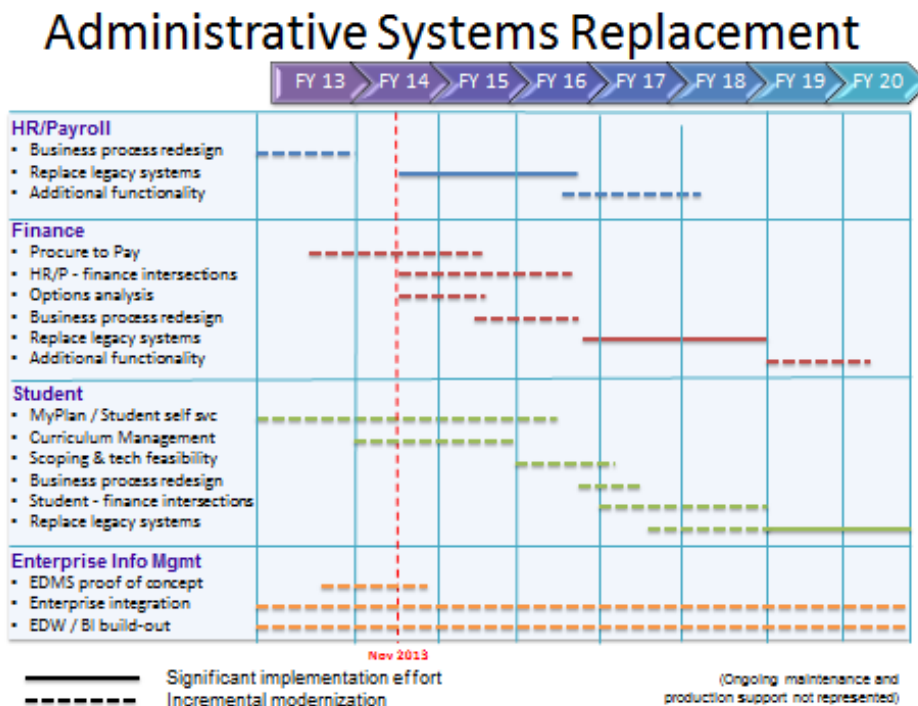 Administrative Systems Replacement
FY 13 FY 14 FY 15 FY 16 FY 17 FY 18 FY 19 FY 20
HR/Payroll
• Business process redesign
• Replace legacy systems
• Additional functionality
Finance
• Procure to Pay
• HR/P - finance intersections
• Options analysis
• Business process redesign
• Replace legacy systems
• Additional functionality
Student
• MyPlan / Student self svc
• Curriculum Management
• Scoping & tech feasibility
• Business process redesign
• Student - finance intersections
• Replace legacy systems
Enterprise Info Mgmt
• EDMS proof of concept
• Enterprise integration
• EDW / BI build-out
Nov 2013
Significant implementation effort
Incremental modernization
(Ongoing maintenance and
production support not represented)